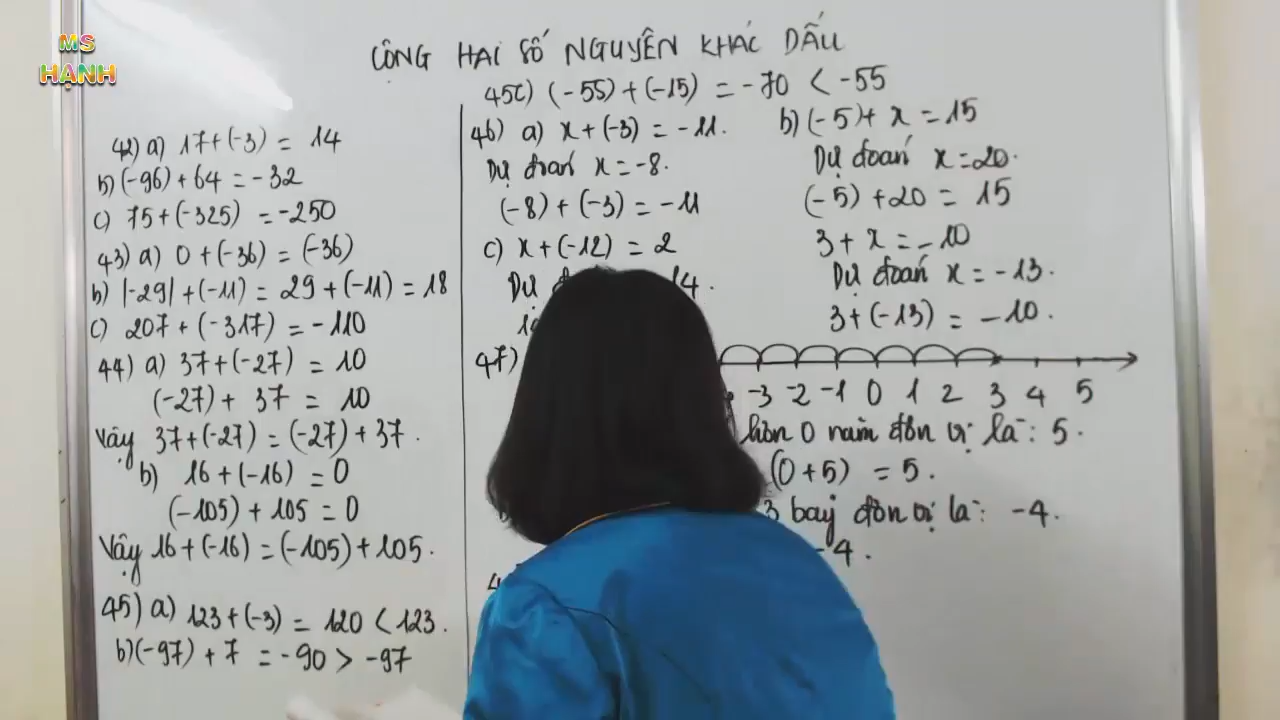 MS
HẠNH
CỘNG HAI SỐ NGUYÊN KHÁC DẤU
42) a) 17+(-3) = 14
b) (-96) + 64 = -32
c) 75 + (-325) = -250
43) a) 0 + (-36) = (-36)
b) |-29| + (-11) = 29 + (-11) = 18
c) 207 + (-317) = -110
44) a) 37 + (-27) = 10
(-27) + 37 = 10
Vậy 37+(-27) = (-27) + 37.
b) 16 + (-16) = 0
(-105) + 105 = 0
Vậy 16 + (-16) = (-105) + 105.
45) a) 123 + (-3) = 120 < 123.
b) (-97) + 7 = -90 > -97
45c) (-55) + (-15) = -70 < -55
46) a) x + (-3) = -11.
Dự đoán x = -8.
(-8) + (-3) = -11
c) x + (-12) = 2
Dự 14.
b) (-5) + x = 15
Dự đoán x = 20.
(-5) + 20 = 15
3 + x = -10
Dự đoán x = -13.
3 + (-13) = -10.
47)
-3 -2 -1 0 1 2 3 4 5
hơn 0 năm đơn vị là: 5.
(0 + 5) = 5.
3 bảy đơn vị là: -4.
-4.